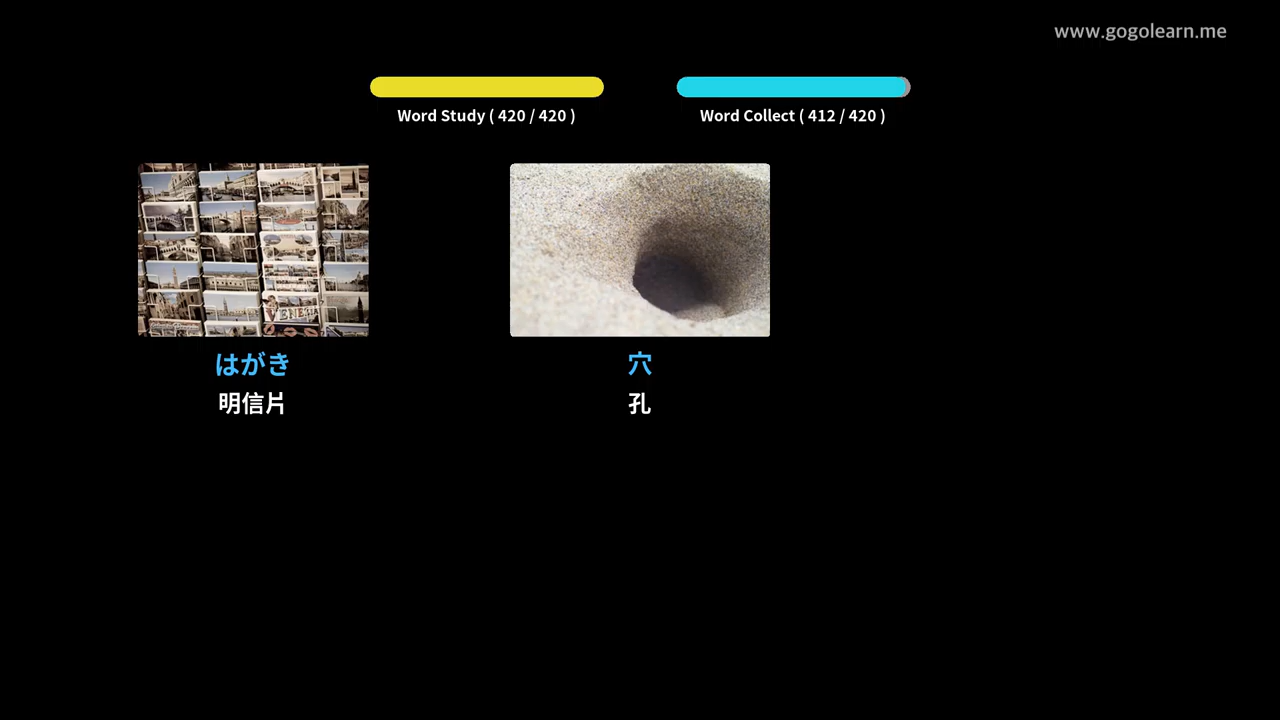 www.gogolearn.me
Word Study ( 420 / 420 )
Word Collect ( 412 / 420 )
はがき
明信片
穴
孔